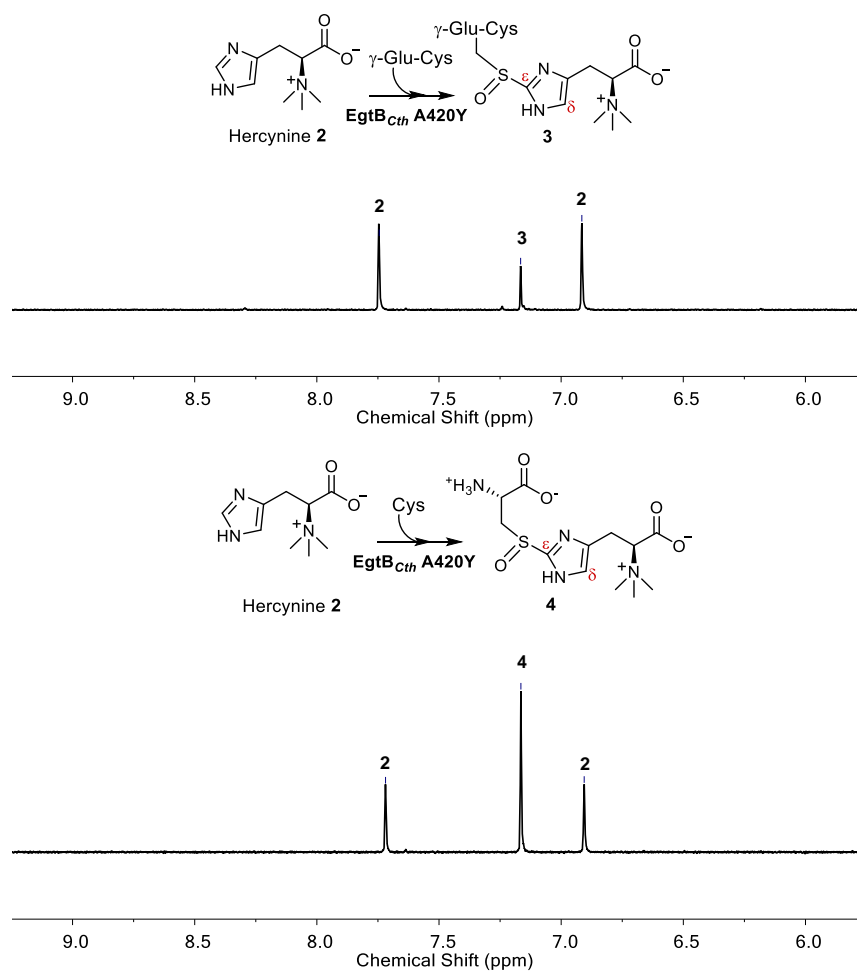 γ-Glu-Cys
N
HN
O
O⁻
N⁺
γ-Glu-Cys
EgtB_Cth A420Y
Hercynine 2
S
O
ε
N
HN
δ
O
O⁻
N⁺
3
2
3
2
9.0 8.5 8.0 7.5 7.0 6.5 6.0
Chemical Shift (ppm)
N
HN
O
O⁻
N⁺
Cys
EgtB_Cth A420Y
Hercynine 2
⁺H₃N
O
O⁻
S
O
ε
N
HN
δ
O
O⁻
N⁺
4
4
2
2
9.0 8.5 8.0 7.5 7.0 6.5 6.0
Chemical Shift (ppm)